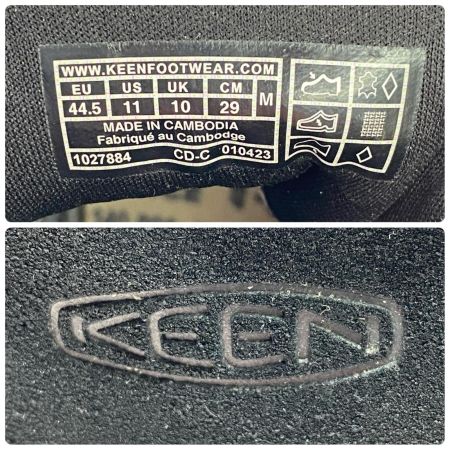 WWW.KEENFOOTWEAR.COM
EU US UK CM M
44.5 11 10 29
MADE IN CAMBODIA
Fabriqué au Cambodge
1027884 CD-C 010423
KEEN